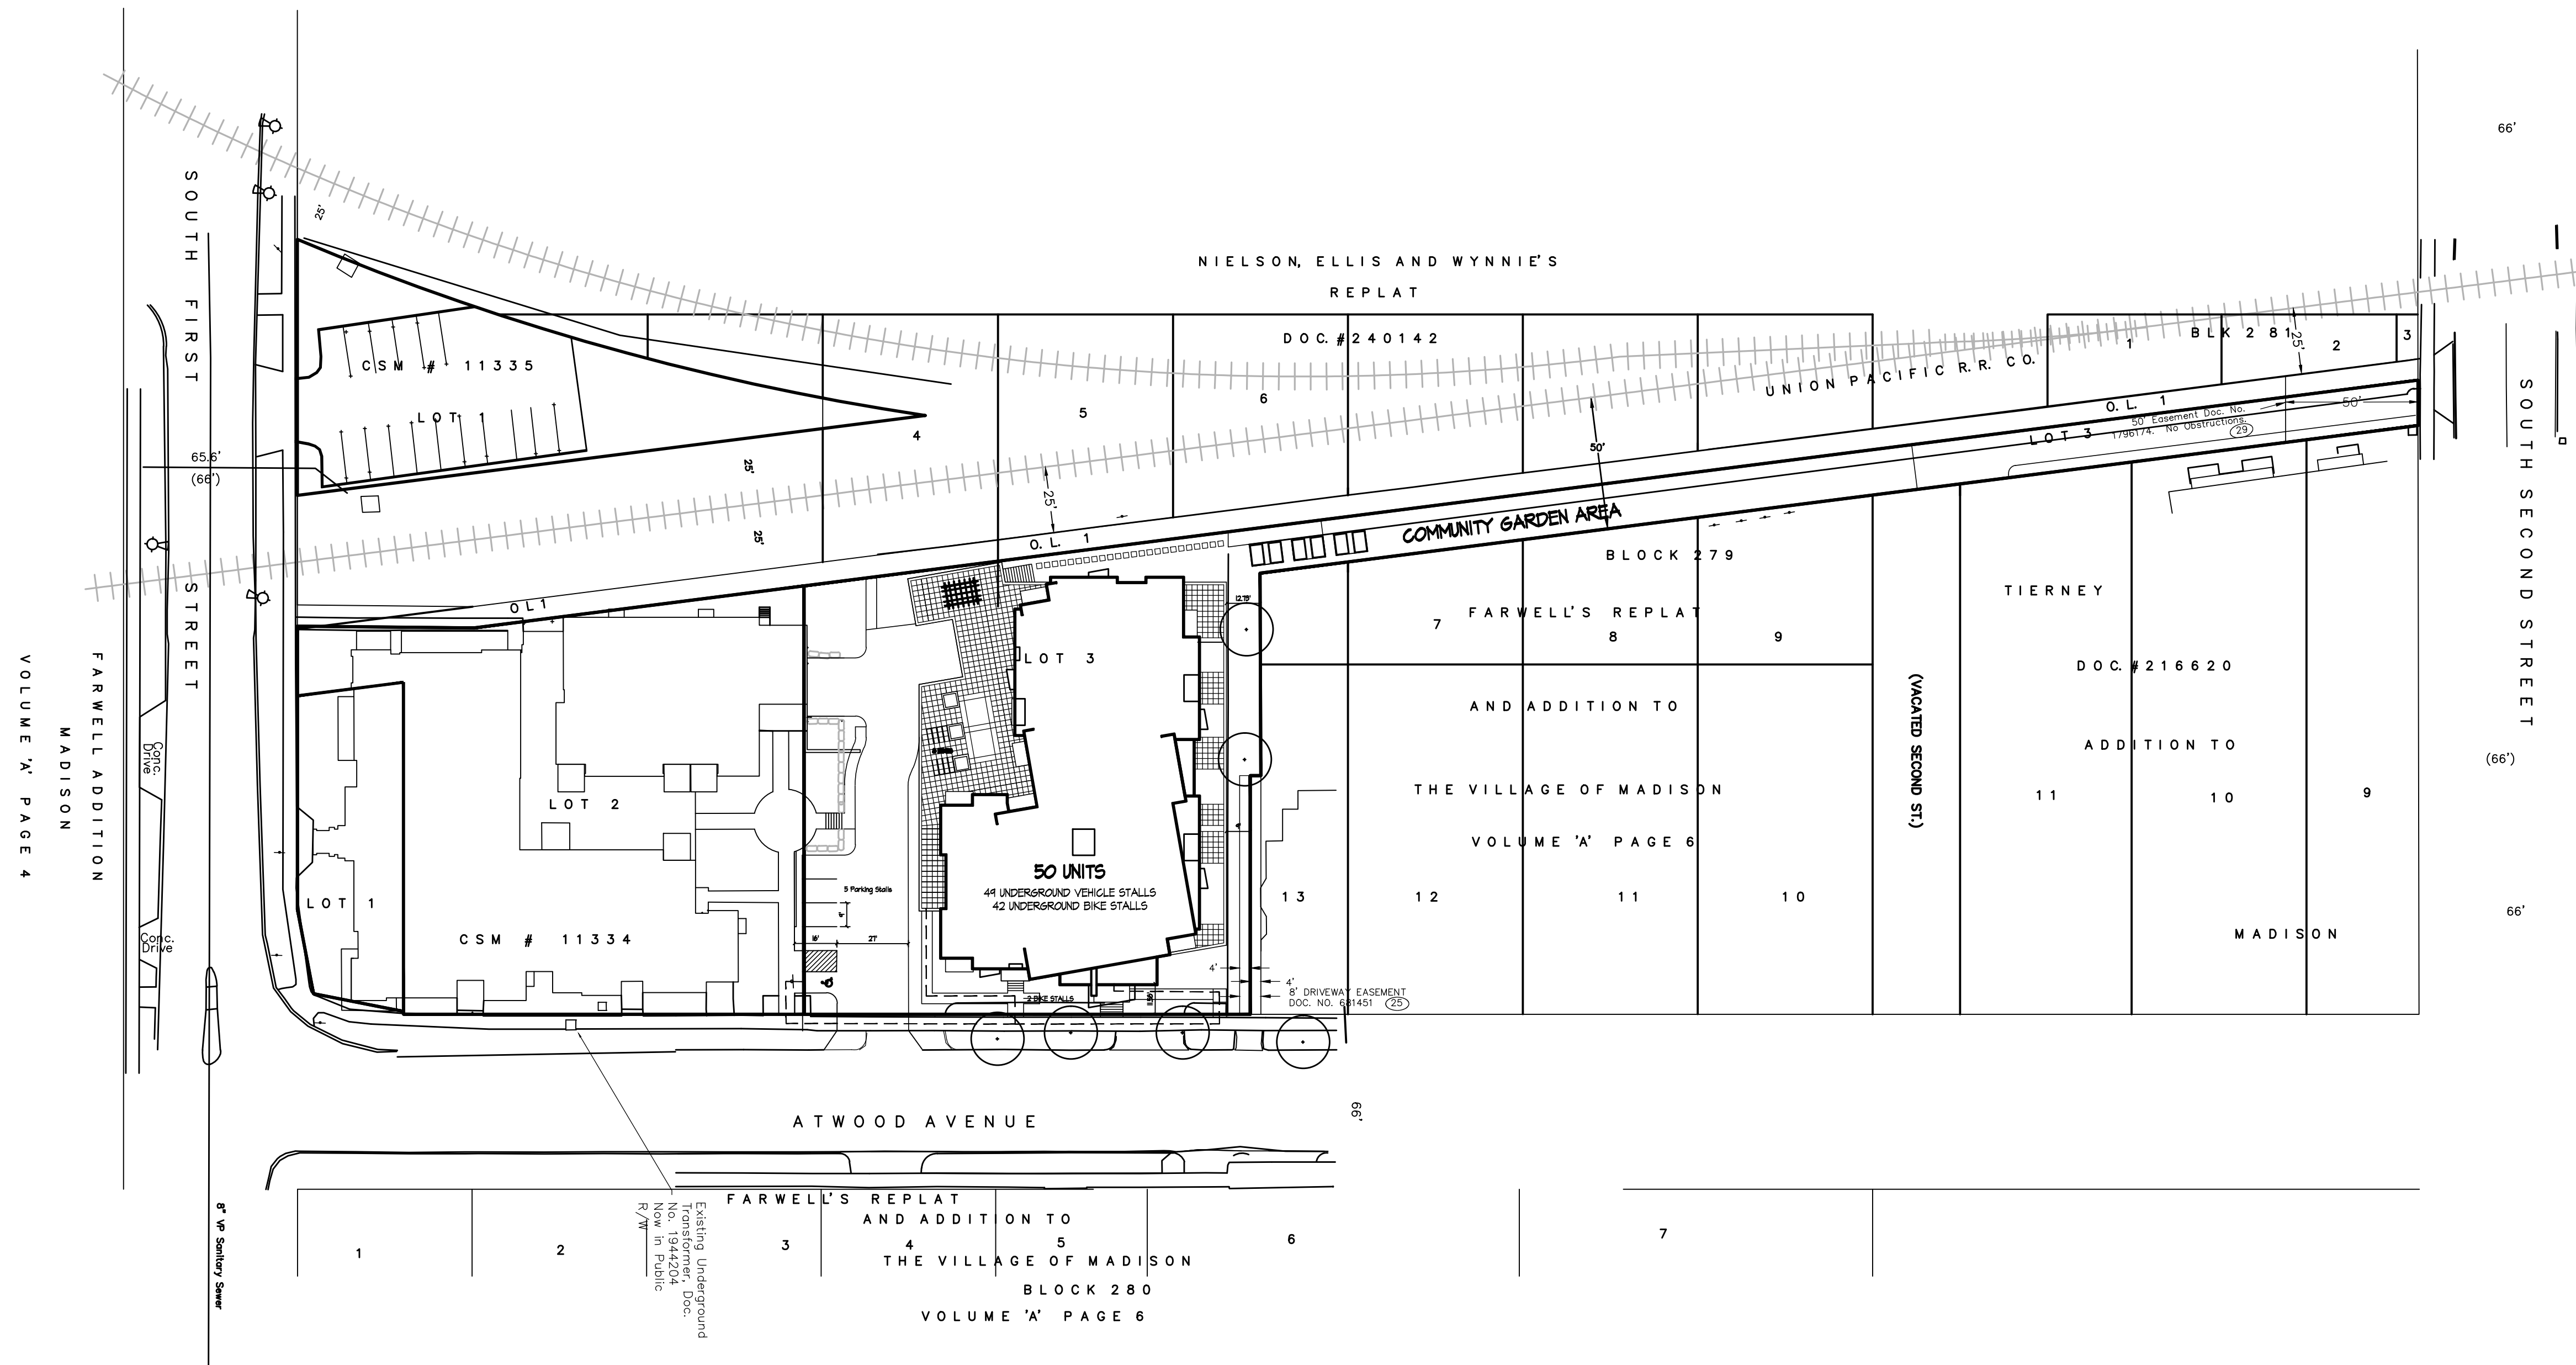 66'
SOUTH FIRST STREET
25'
NIELSON, ELLIS AND WYNNIE'S
REPLAT
DOC. #240142
BLK 281
1
2
3
25'
CSM # 11335
LOT 1
4
5
6
UNION PACIFIC R.R. CO.
O. L. 1
50' Easement Doc. No.
1796174. No Obstructions.
29
50'
LOT 3
65.6'
(66')
25'
25'
25'
50'
SOUTH SECOND STREET
COMMUNITY GARDEN AREA
O. L. 1
BLOCK 279
OL1
12.75'
FARWELL'S REPLAT
7
8
9
TIERNEY
LOT 3
DOC. #216620
AND ADDITION TO
ADDITION TO
(66')
THE VILLAGE OF MADISON
VOLUME 'A' PAGE 6
(VACATED SECOND ST.)
VOLUME 'A' PAGE 4
MADISON
FARWELL ADDITION
Conc.
Drive
LOT 2
11
10
9
LOT 1
5 Parking Stalls
9'
50 UNITS
49 UNDERGROUND VEHICLE STALLS
42 UNDERGROUND BIKE STALLS
13
12
11
10
66'
MADISON
Conc.
Drive
CSM # 11334
16'
21'
4'
4'
8' DRIVEWAY EASEMENT
DOC. NO. 681451
25
2 BIKE STALLS
ATWOOD AVENUE
66'
8" VP Sanitary Sewer
Existing Underground
Transformer, Doc.
No. 1944204
Now in Public
R/W
FARWELL'S REPLAT
AND ADDITION TO
1
2
3
4
5
6
7
THE VILLAGE OF MADISON
BLOCK 280
VOLUME 'A' PAGE 6